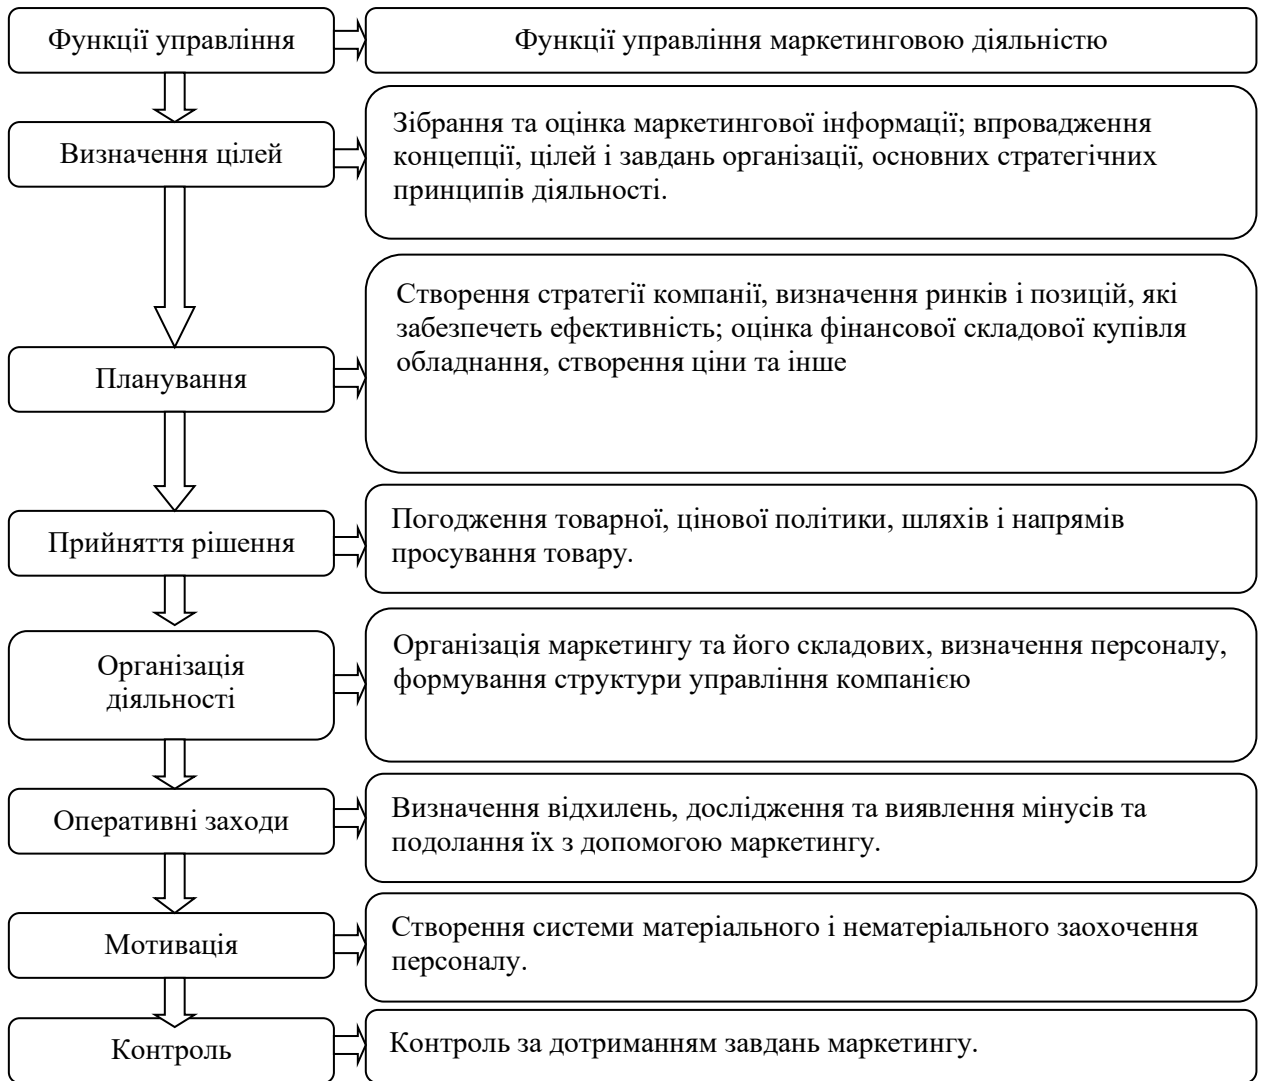 Функції управління
Функції управління маркетинговою діяльністю
Визначення цілей
Зібрання та оцінка маркетингової інформації; впровадження
концепції, цілей і завдань організації, основних стратегічних
принципів діяльності.
Планування
Створення стратегії компанії, визначення ринків і позицій, які
забезпечеть ефективність; оцінка фінансової складової купівля
обладнання, створення ціни та інше
Прийняття рішення
Погодження товарної, цінової політики, шляхів і напрямів
просування товару.
Організація
діяльності
Організація маркетингу та його складових, визначення персоналу,
формування структури управління компанією
Оперативні заходи
Визначення відхилень, дослідження та виявлення мінусів та
подолання їх з допомогою маркетингу.
Мотивація
Створення системи матеріального і нематеріального заохочення
персоналу.
Контроль
Контроль за дотриманням завдань маркетингу.